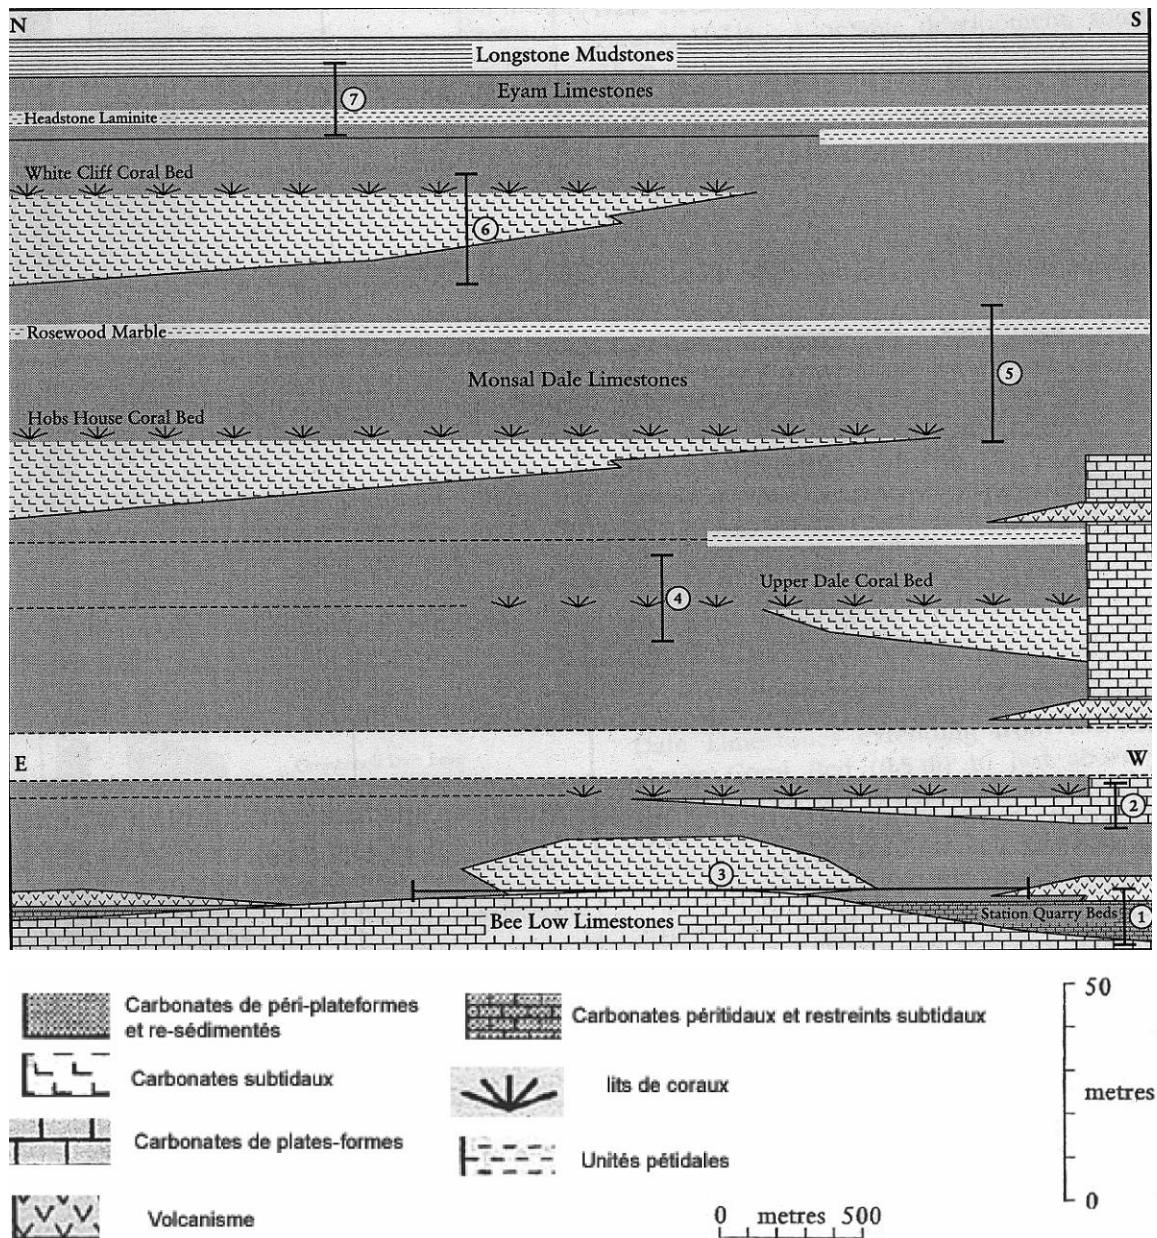 N
S
Longstone Mudstones
Eyam Limestones
7
Headstone Laminite
White Cliff Coral Bed
6
Rosewood Marble
5
Monsal Dale Limestones
Hobs House Coral Bed
Upper Dale Coral Bed
4
E
W
2
3
Bee Low Limestones
Station Quarry Beds
1
Carbonates de péri-plateformes
et re-sédimentés
Carbonates péritidaux et restreints subtidaux
50
Carbonates subtidaux
lits de coraux
metres
Carbonates de plates-formes
Unités pétidales
0
Volcanisme
0 metres 500